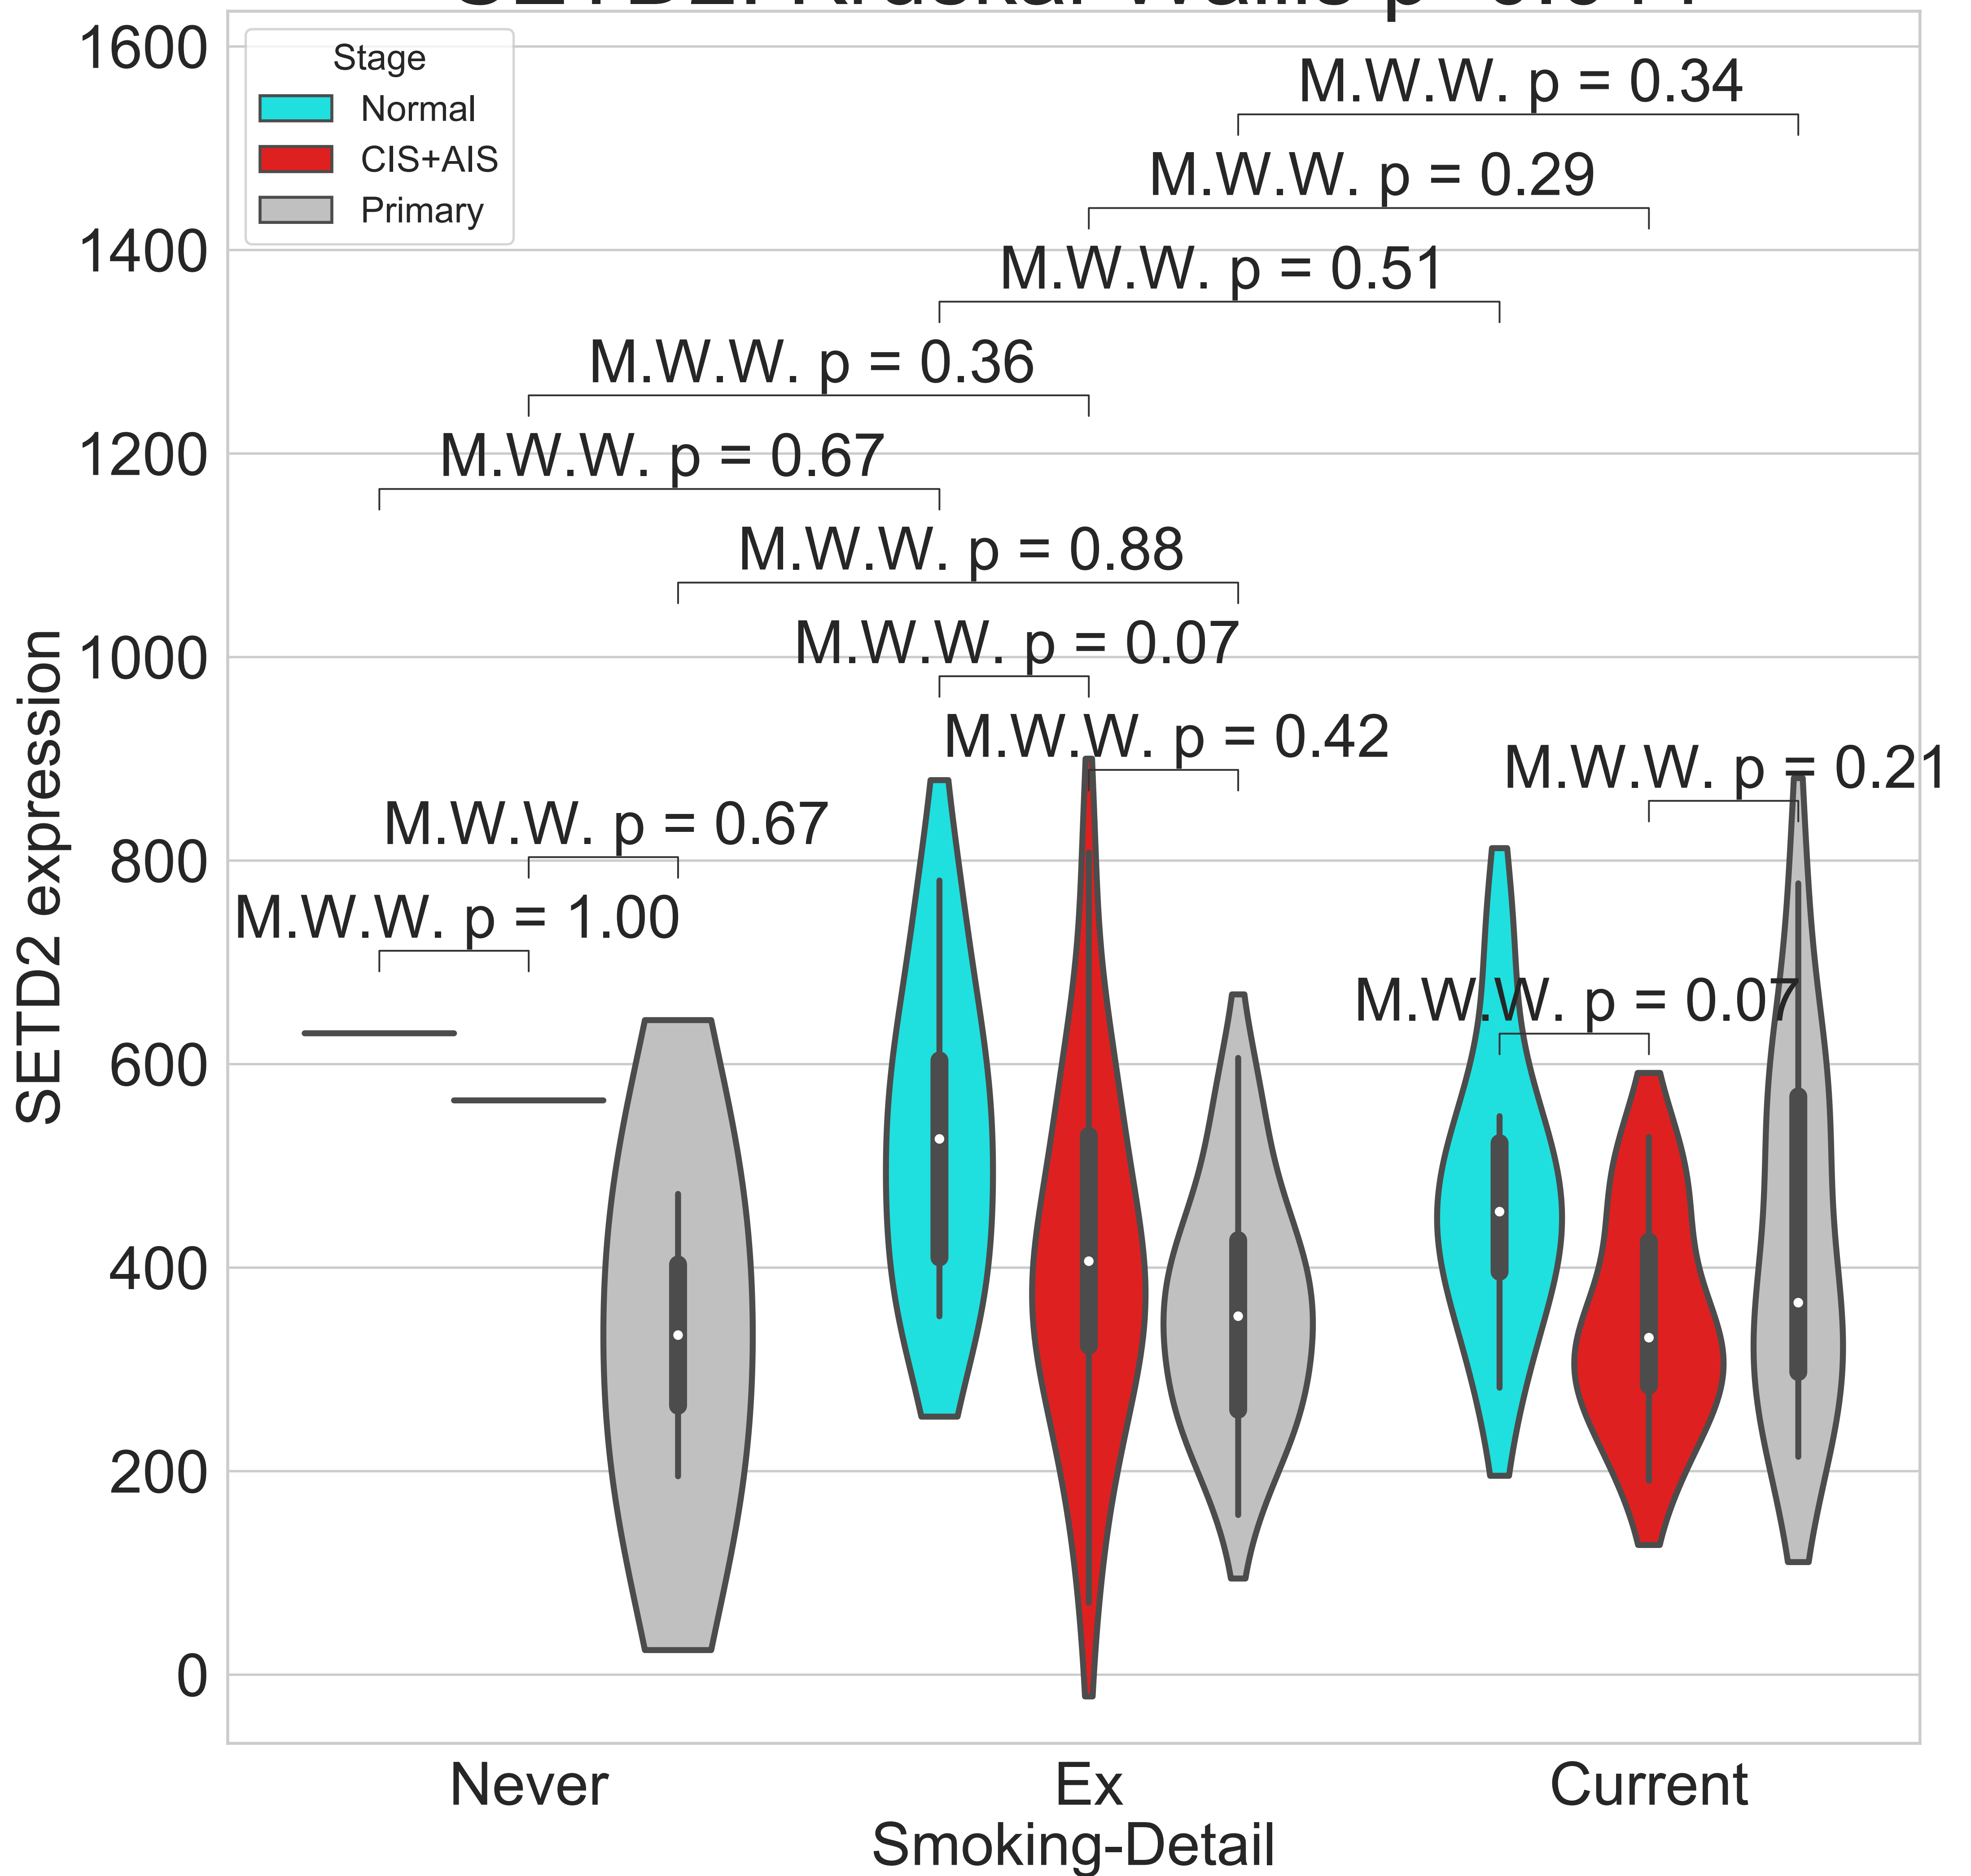 1600
1400
1200
1000
800
600
400
200
0
SETD2 expression
Stage
Normal
CIS+AIS
Primary
M.W.W. p = 0.34
M.W.W. p = 0.29
M.W.W. p = 0.51
M.W.W. p = 0.36
M.W.W. p = 0.67
M.W.W. p = 0.88
M.W.W. p = 0.07
M.W.W. p = 0.42
M.W.W. p = 0.21
M.W.W. p = 0.67
M.W.W. p = 1.00
M.W.W. p = 0.07
Never
Ex
Current
Smoking-Detail